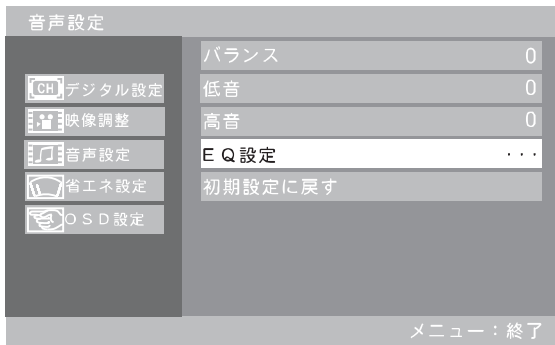 音声設定
CH デジタル設定
映像調整
音声設定
省エネ設定
OSD設定
バランス 0
低音 0
高音 0
EQ設定 ···
初期設定に戻す
メニュー：終了